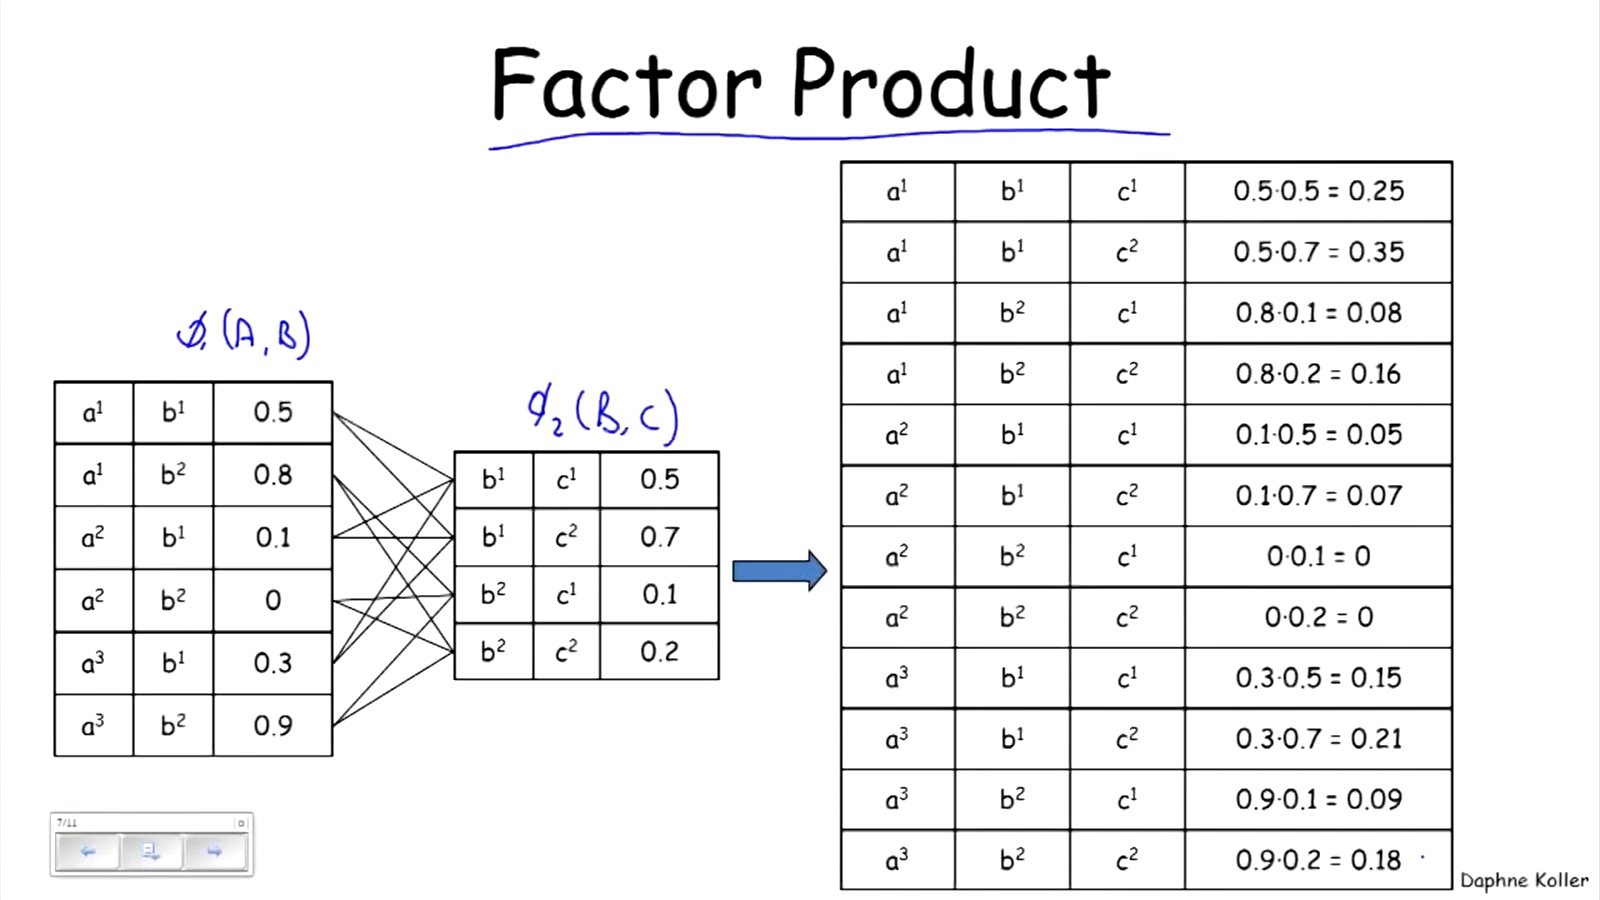 Factor Product
ϕ₁(A,B)
a¹ b¹ 0.5
a¹ b² 0.8
a² b¹ 0.1
a² b² 0
a³ b¹ 0.3
a³ b² 0.9
ϕ₂(B,C)
b¹ c¹ 0.5
b¹ c² 0.7
b² c¹ 0.1
b² c² 0.2
a¹ b¹ c¹ 0.5·0.5 = 0.25
a¹ b¹ c² 0.5·0.7 = 0.35
a¹ b² c¹ 0.8·0.1 = 0.08
a¹ b² c² 0.8·0.2 = 0.16
a² b¹ c¹ 0.1·0.5 = 0.05
a² b¹ c² 0.1·0.7 = 0.07
a² b² c¹ 0·0.1 = 0
a² b² c² 0·0.2 = 0
a³ b¹ c¹ 0.3·0.5 = 0.15
a³ b¹ c² 0.3·0.7 = 0.21
a³ b² c¹ 0.9·0.1 = 0.09
a³ b² c² 0.9·0.2 = 0.18
7/11
Daphne Koller